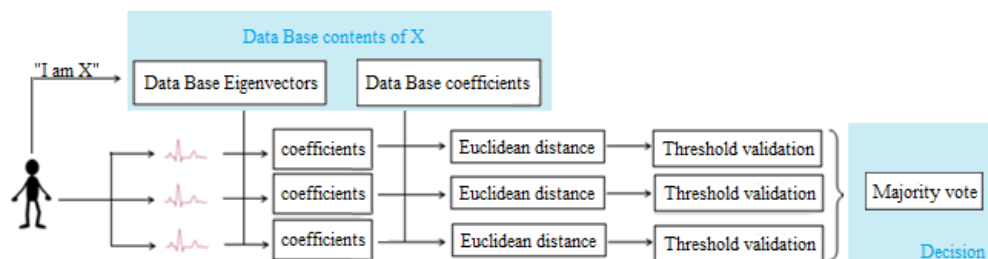 Data Base contents of X
"I am X"
Data Base Eigenvectors
Data Base coefficients
coefficients
Euclidean distance
Threshold validation
coefficients
Euclidean distance
Threshold validation
Majority vote
coefficients
Euclidean distance
Threshold validation
Decision